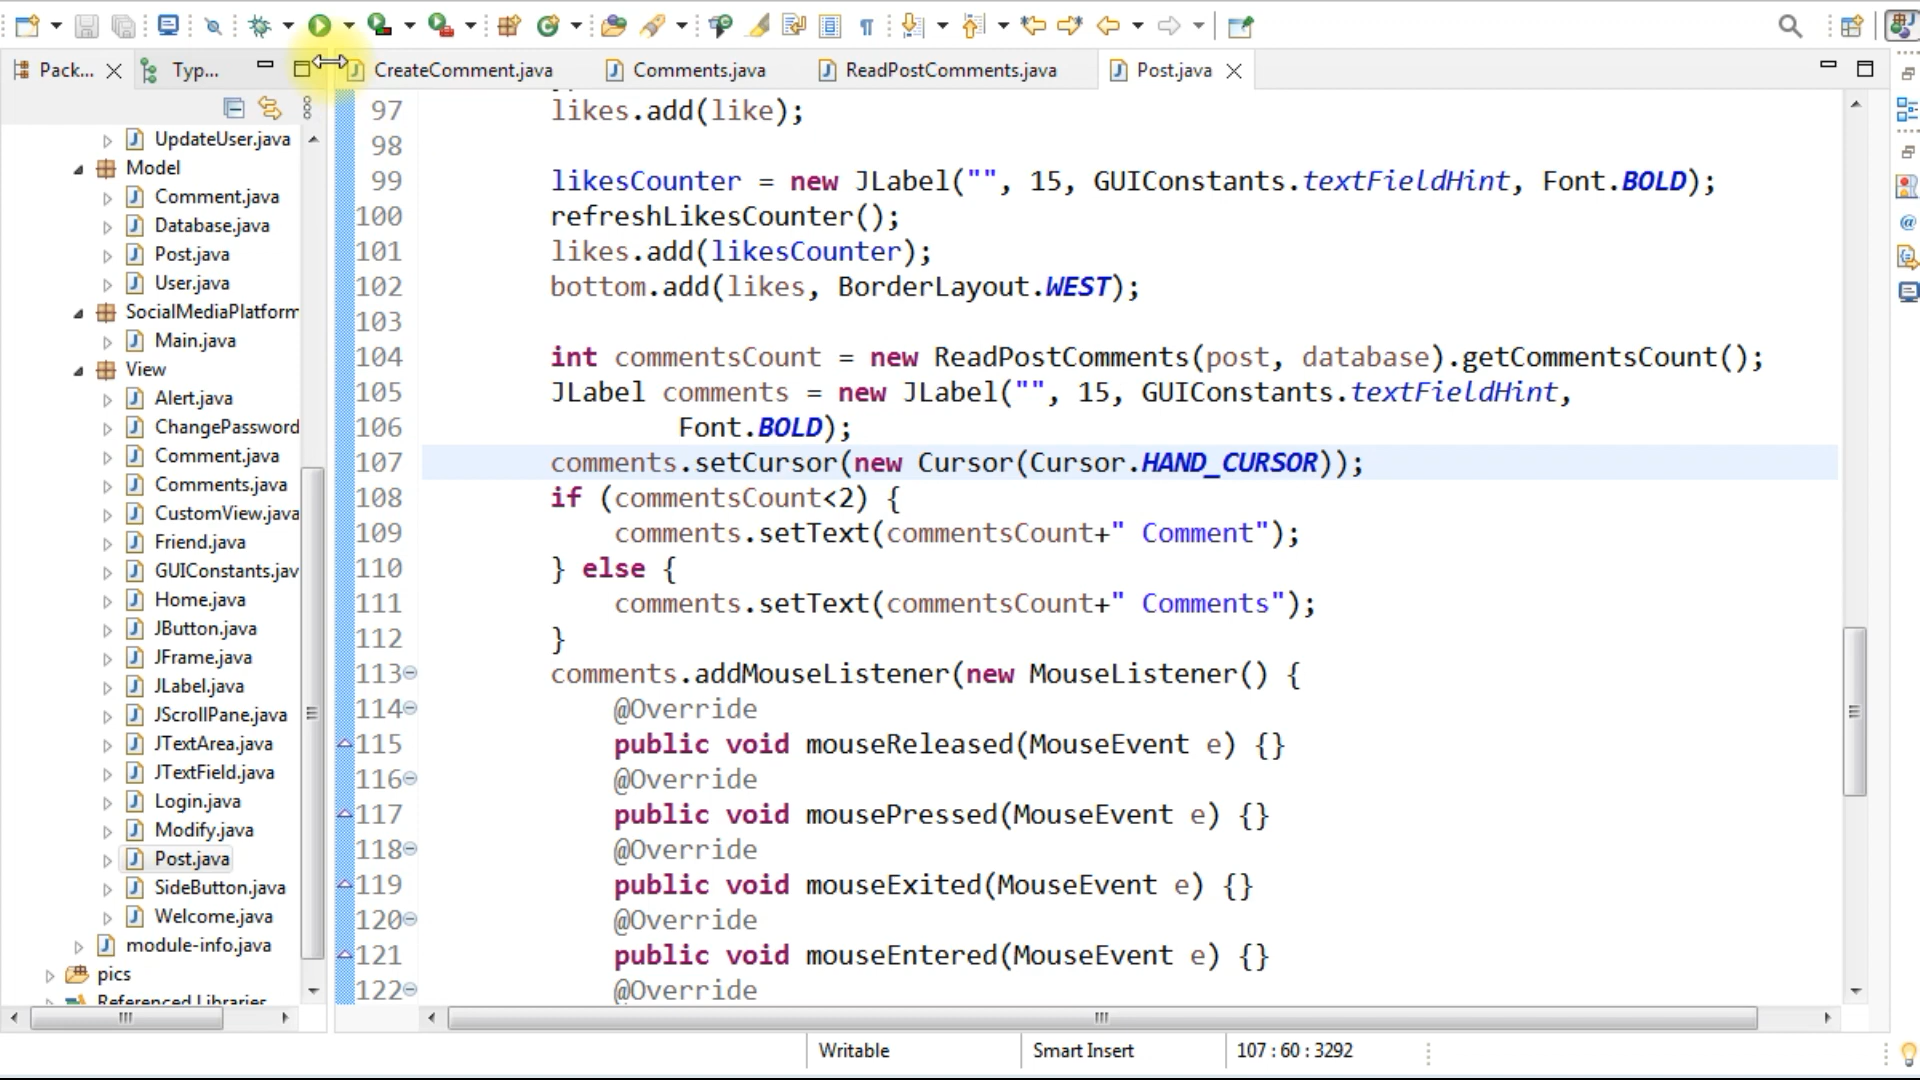 Pack...
Typ...
CreateComment.java
Comments.java
ReadPostComments.java
Post.java
UpdateUser.java
Model
Comment.java
Database.java
Post.java
User.java
SocialMediaPlatform
Main.java
View
Alert.java
ChangePassword
Comment.java
Comments.java
CustomView.java
Friend.java
GUIConstants.jav
Home.java
JButton.java
JFrame.java
JLabel.java
JScrollPane.java
JTextArea.java
JTextField.java
Login.java
Modify.java
Post.java
SideButton.java
Welcome.java
module-info.java
pics
Referenced Libraries
97 likes.add(like);
98
99 likesCounter = new JLabel("", 15, GUIConstants.textFieldHint, Font.BOLD);
100 refreshLikesCounter();
101 likes.add(likesCounter);
102 bottom.add(likes, BorderLayout.WEST);
103
104 int commentsCount = new ReadPostComments(post, database).getCommentsCount();
105 JLabel comments = new JLabel("", 15, GUIConstants.textFieldHint,
106 Font.BOLD);
107 comments.setCursor(new Cursor(Cursor.HAND_CURSOR));
108 if (commentsCount<2) {
109 comments.setText(commentsCount+" Comment");
110 } else {
111 comments.setText(commentsCount+" Comments");
112 }
113 comments.addMouseListener(new MouseListener() {
114 @Override
115 public void mouseReleased(MouseEvent e) {}
116 @Override
117 public void mousePressed(MouseEvent e) {}
118 @Override
119 public void mouseExited(MouseEvent e) {}
120 @Override
121 public void mouseEntered(MouseEvent e) {}
122 @Override
Writable
Smart Insert
107 : 60 : 3292